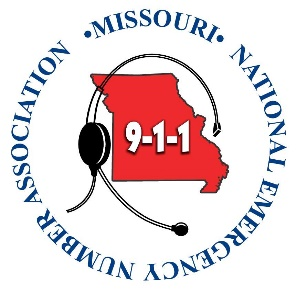 •MISSOURI•
NATIONAL EMERGENCY NUMBER ASSOCIATION
9-1-1